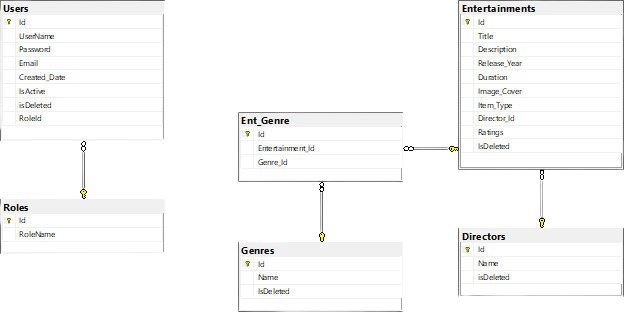 Users
Id
UserName
Password
Email
Created_Date
IsActive
isDeleted
RoleId
Roles
Id
RoleName
Ent_Genre
Id
Entertainment_Id
Genre_Id
Genres
Id
Name
IsDeleted
Entertainments
Id
Title
Description
Release_Year
Duration
Image_Cover
Item_Type
Director_Id
Ratings
IsDeleted
Directors
Id
Name
isDeleted